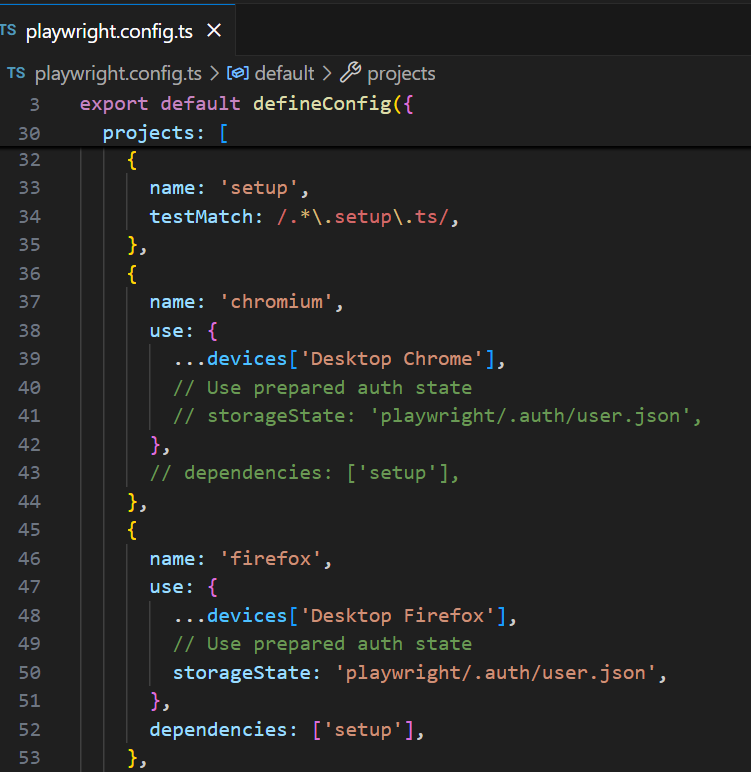 TS playwright.config.ts ×
TS playwright.config.ts > default > projects
3 export default defineConfig({
30   projects: [
32     {
33       name: 'setup',
34       testMatch: /.*\.setup\.ts/,
35     },
36     {
37       name: 'chromium',
38       use: {
39         ...devices['Desktop Chrome'],
40         // Use prepared auth state
41         // storageState: 'playwright/.auth/user.json',
42       },
43       // dependencies: ['setup'],
44     },
45     {
46       name: 'firefox',
47       use: {
48         ...devices['Desktop Firefox'],
49         // Use prepared auth state
50         storageState: 'playwright/.auth/user.json',
51       },
52       dependencies: ['setup'],
53     },